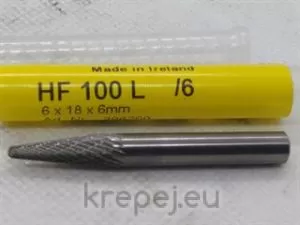 Made in Ireland
HF 100 L /6
6 x 18 x 6mm
krepej.eu